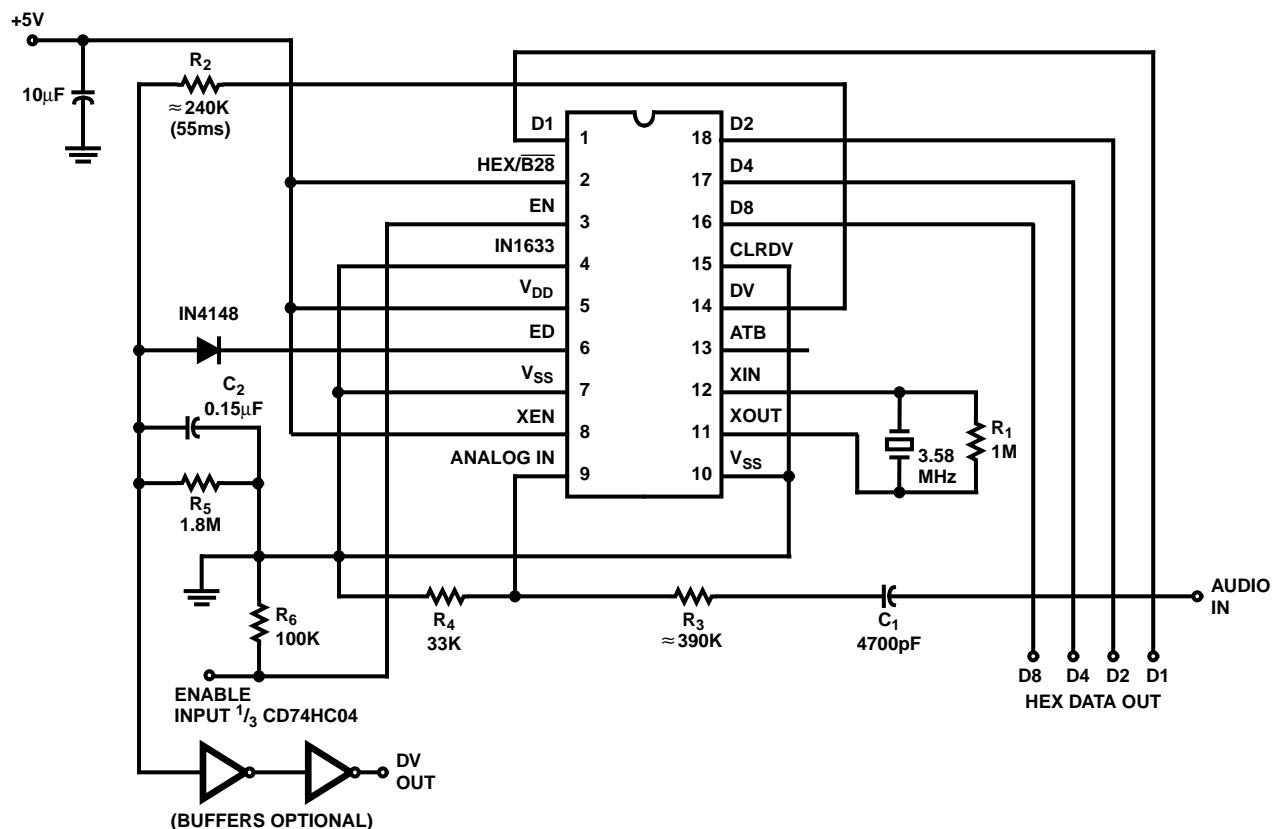 +5V
10μF
R2
≈240K
(55ms)
D1
HEX/B28
EN
IN1633
VDD
ED
VSS
XEN
ANALOG IN
1
2
3
4
5
6
7
8
9
18
17
16
15
14
13
12
11
10
D2
D4
D8
CLRDV
DV
ATB
XIN
XOUT
VSS
IN4148
C2
0.15μF
R5
1.8M
R6
100K
R4
33K
R3
≈390K
C1
4700pF
3.58
MHz
R1
1M
AUDIO
IN
D8 D4 D2 D1
HEX DATA OUT
ENABLE
INPUT 1/3 CD74HC04
DV
OUT
(BUFFERS OPTIONAL)